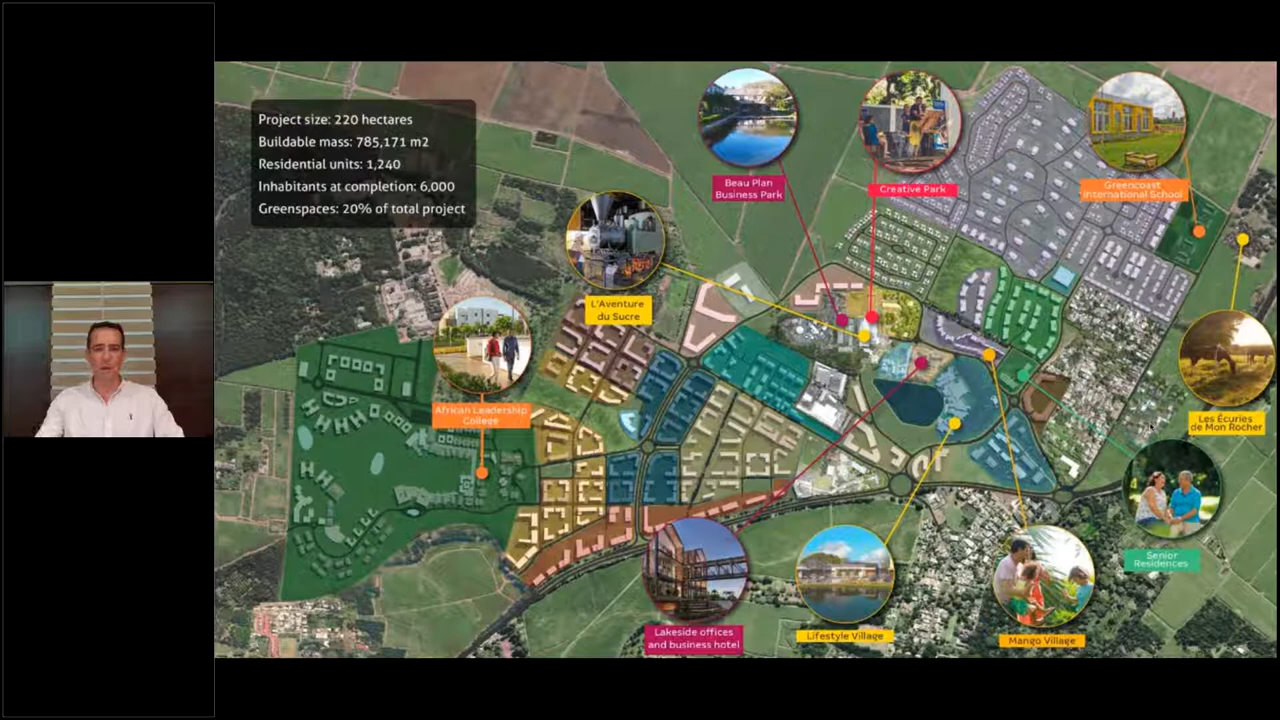 Project size: 220 hectares
Buildable mass: 785,171 m2
Residential units: 1,240
Inhabitants at completion: 6,000
Greenspaces: 20% of total project
Beau Plan
Business Park
Creative Park
Greencoast
International School
L'Aventure
du Sucre
African Leadership
College
Les Écuries
de Mon Rocher
Senior
Residences
Lakeside offices
and business hotel
Lifestyle Village
Mango Village